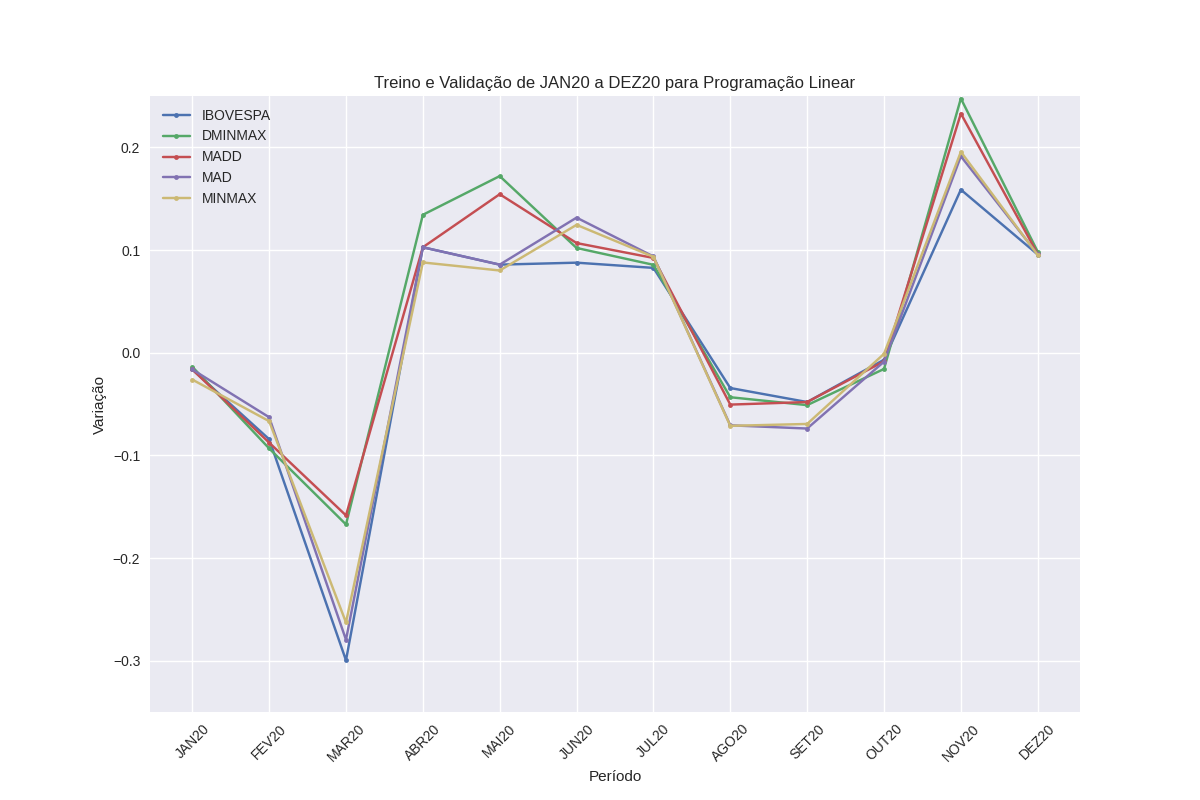 Treino e Validação de JAN20 a DEZ20 para Programação Linear
IBOVESPA
DMINMAX
MADD
MAD
MINMAX
Variação
0.2
0.1
0.0
−0.1
−0.2
−0.3
JAN20
FEV20
MAR20
ABR20
MAI20
JUN20
JUL20
AGO20
SET20
OUT20
NOV20
DEZ20
Período